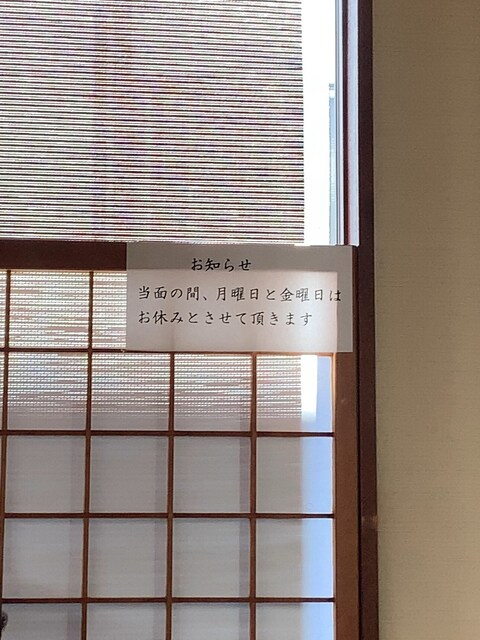 お知らせ
当面の間、月曜日と金曜日は
お休みとさせて頂きます